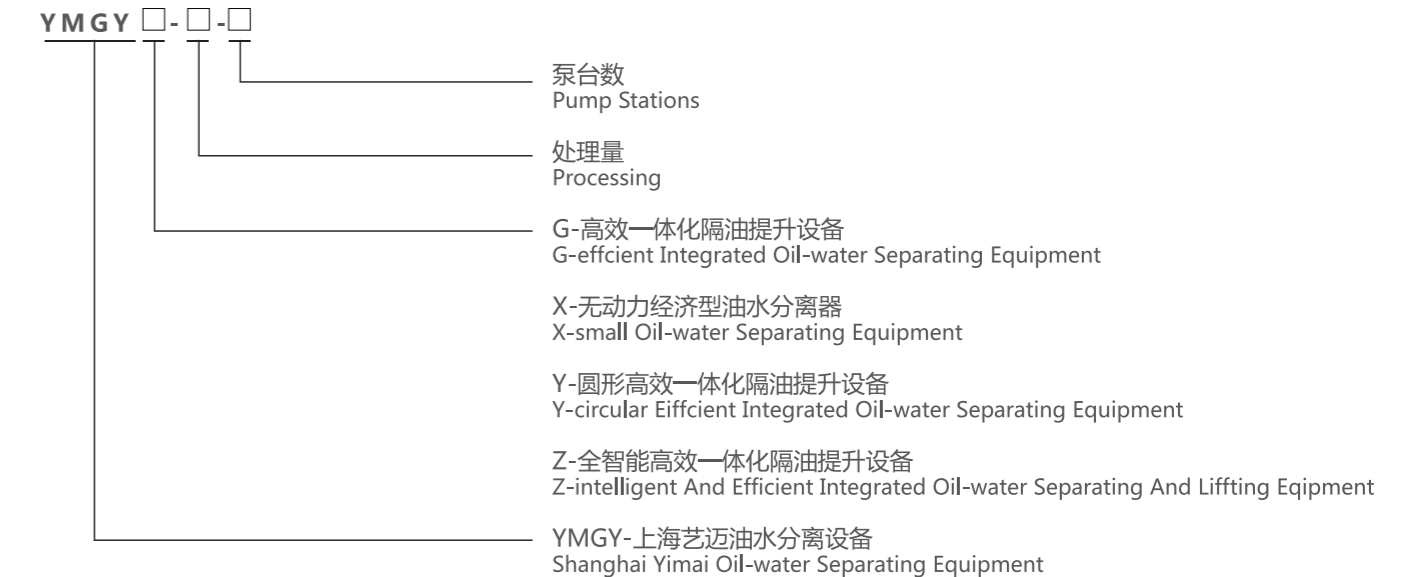 YMGY □-□-□
泵台数
Pump Stations
处理量
Processing
G-高效一体化隔油提升设备
G-effcient Integrated Oil-water Separating Equipment
X-无动力经济型油水分离器
X-small Oil-water Separating Equipment
Y-圆形高效一体化隔油提升设备
Y-circular Eiffcient Integrated Oil-water Separating Equipment
Z-全智能高效一体化隔油提升设备
Z-intelligent And Efficient Integrated Oil-water Separating And Liffting Eqipment
YMGY-上海艺迈油水分离设备
Shanghai Yimai Oil-water Separating Equipment